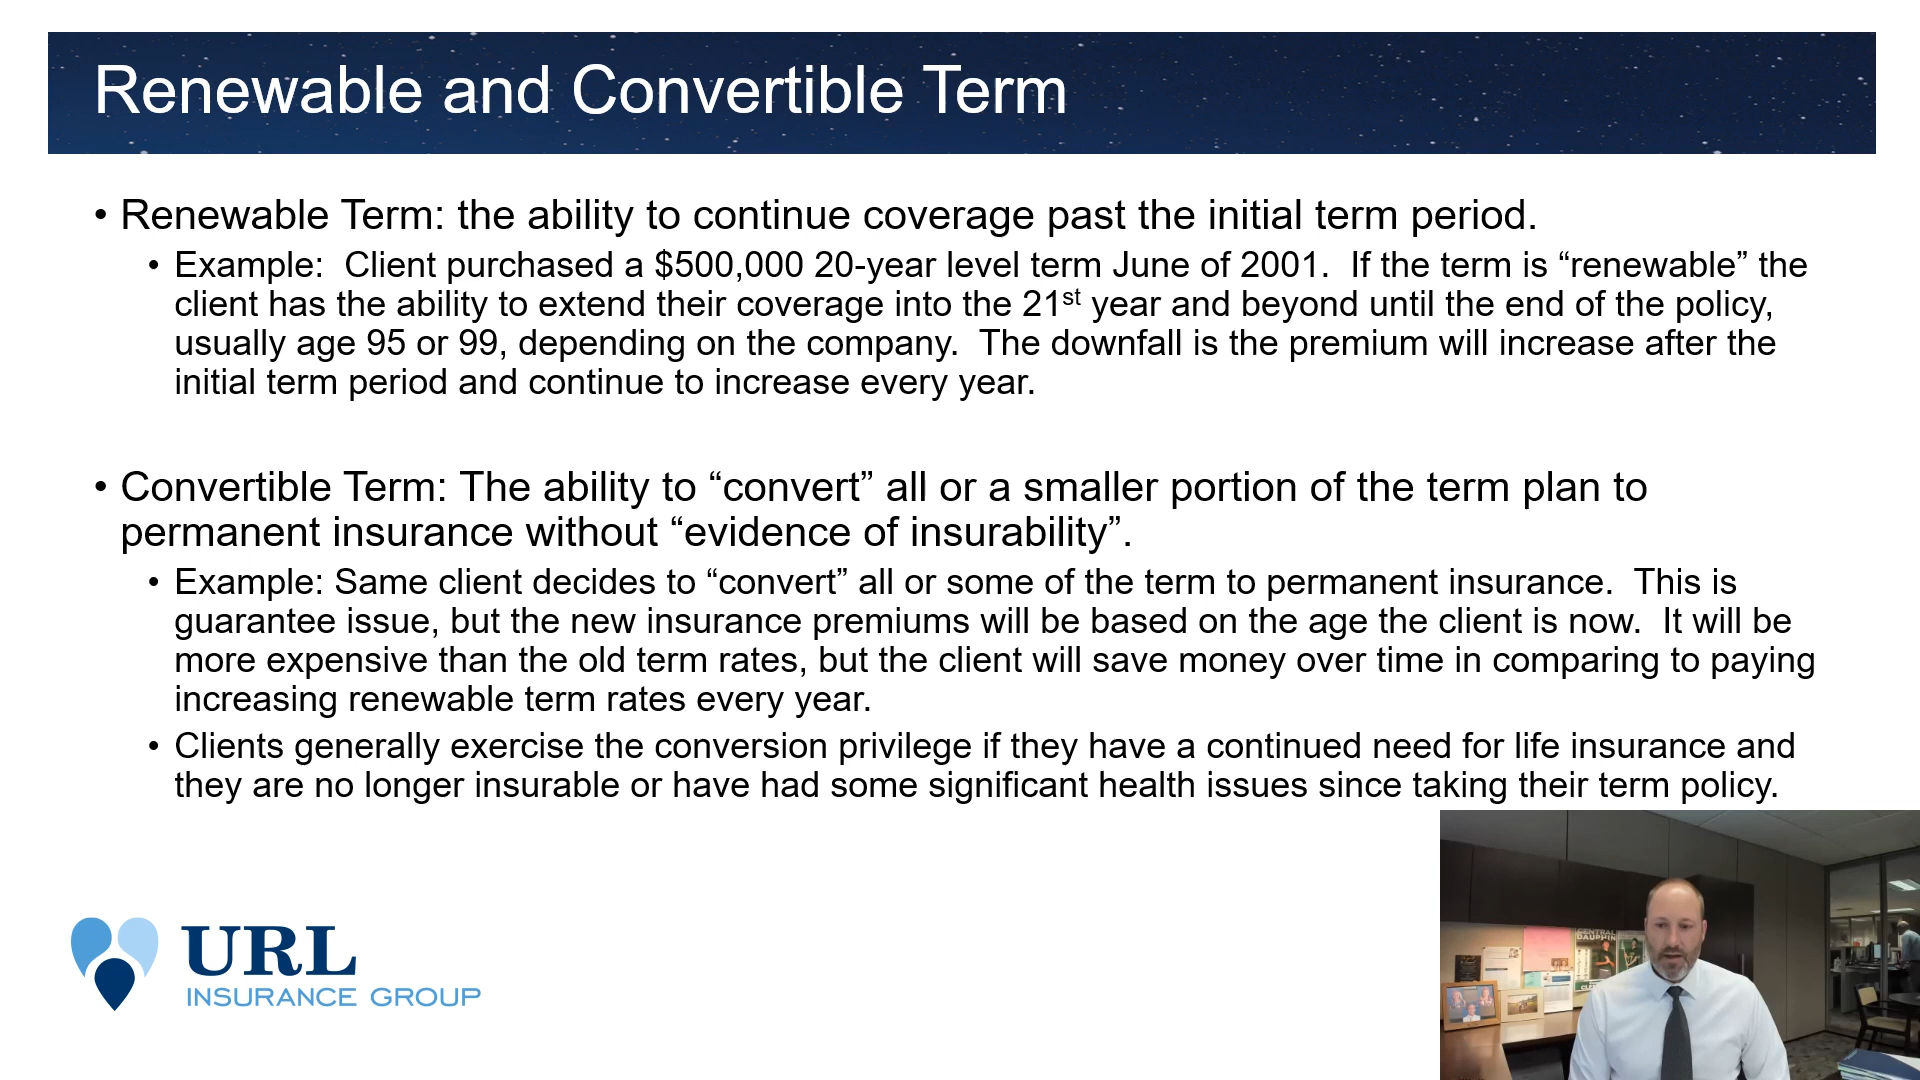 Renewable and Convertible Term
• Renewable Term: the ability to continue coverage past the initial term period.
• Example:  Client purchased a $500,000 20-year level term June of 2001.  If the term is “renewable” the
client has the ability to extend their coverage into the 21st year and beyond until the end of the policy,
usually age 95 or 99, depending on the company.  The downfall is the premium will increase after the
initial term period and continue to increase every year.
• Convertible Term: The ability to “convert” all or a smaller portion of the term plan to
permanent insurance without “evidence of insurability”.
• Example: Same client decides to “convert” all or some of the term to permanent insurance.  This is
guarantee issue, but the new insurance premiums will be based on the age the client is now.  It will be
more expensive than the old term rates, but the client will save money over time in comparing to paying
increasing renewable term rates every year.
• Clients generally exercise the conversion privilege if they have a continued need for life insurance and
they are no longer insurable or have had some significant health issues since taking their term policy.
URL
INSURANCE GROUP
CENTRAL
DAUPHIN